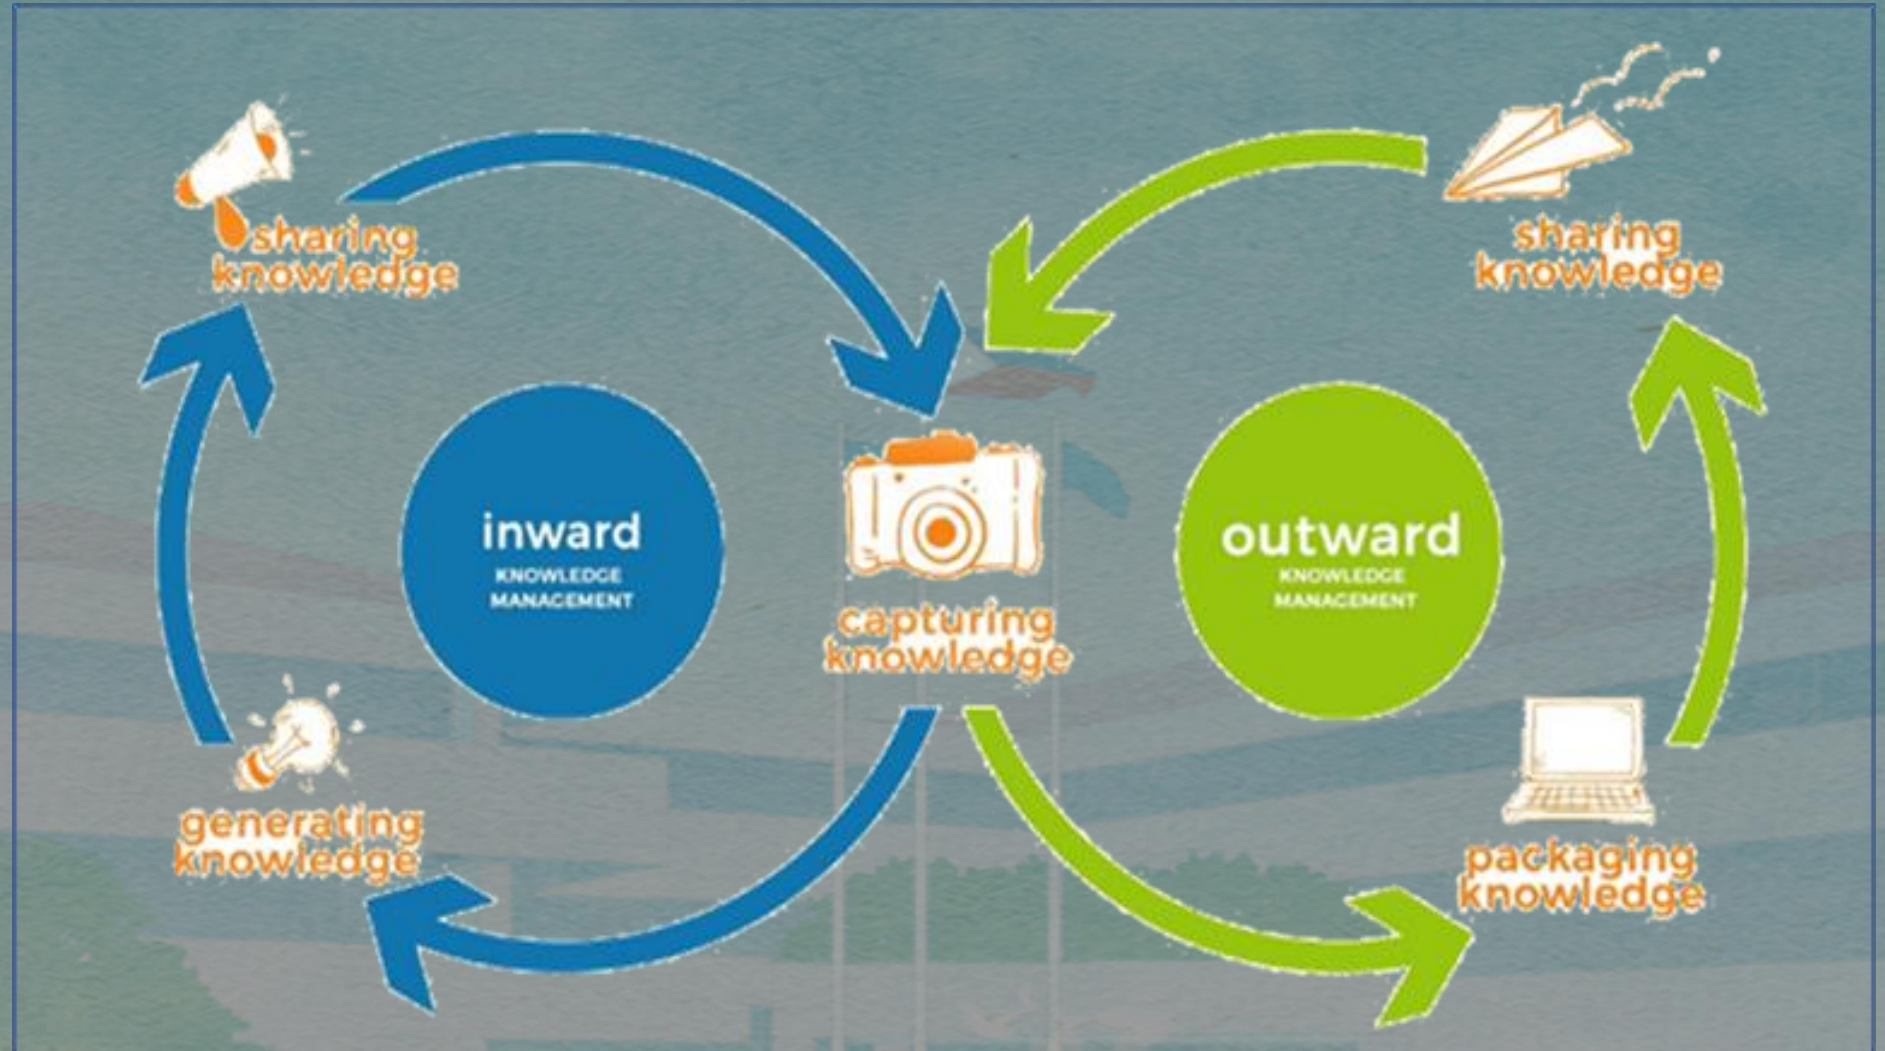 sharing
knowledge
sharing
knowledge
inward
KNOWLEDGE
MANAGEMENT
outward
KNOWLEDGE
MANAGEMENT
capturing
knowledge
generating
knowledge
packaging
knowledge